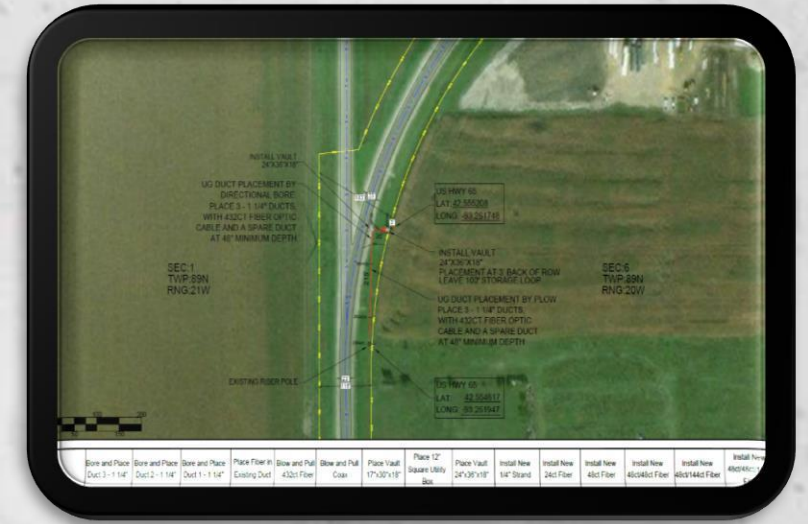 INSTALL VAULT
24"X36"X18"
UG DUCT PLACEMENT BY
DIRECTIONAL BORE:
PLACE 3 - 1 1/4" DUCTS,
WITH 432CT FIBER OPTIC
CABLE AND A SPARE DUCT
AT 48" MINIMUM DEPTH
US HWY 65
LAT:
LONG:
INSTALL VAULT
24"X36"X18"
PLACEMENT AT 3' BACK OF ROW
LEAVE 100' STORAGE LOOP
SEC:1
TWP:89N
RNG:21W
SEC:6
TWP:89N
RNG:20W
UG DUCT PLACEMENT BY PLOW
PLACE 3 - 1 1/4" DUCTS,
WITH 432CT FIBER OPTIC
CABLE AND A SPARE DUCT
AT 48" MINIMUM DEPTH
EXISTING RISER POLE
US HWY 65
LAT:
LONG:
Bore and Place
Duct 3 - 1 1/4"
Bore and Place
Duct 2 - 1 1/4"
Bore and Place
Duct 1 - 1 1/4"
Place Fiber in
Existing Duct
Blow and Pull
432ct Fiber
Blow and Pull
Coax
Place Vault
17"x30"x18"
Place 12"
Square Utility
Box
Place Vault
24"x36"x18"
Install New
1/4" Strand
Install New
24ct Fiber
Install New
48ct Fiber
Install New
48ct/48ct Fiber
Install New
48ct/144ct Fiber
Install New